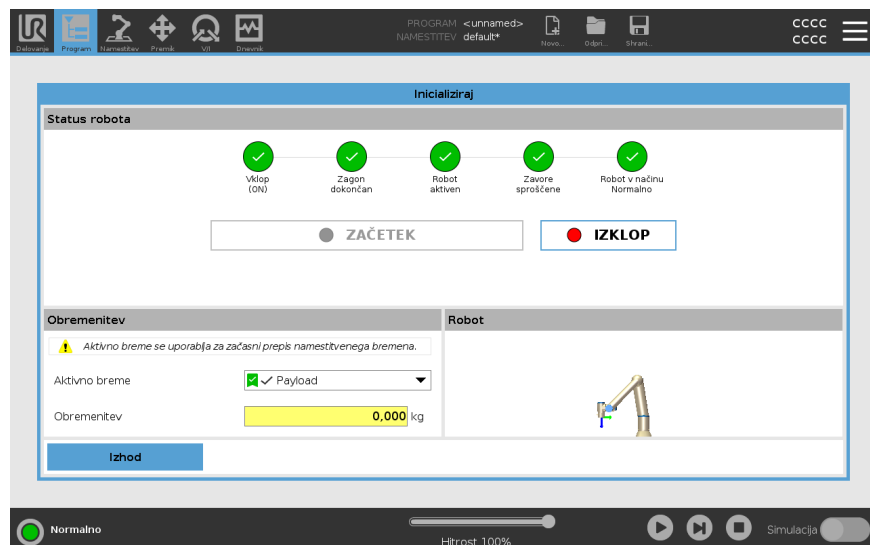 PROGRAM <unnamed>
NAMESTITEV default*
cccc
cccc
Delovanje Program Namestitev Premik V/I Dnevnik Novo... Odpri... Shrani...
Inicializiraj
Status robota
Vklop (ON)
Zagon dokončan
Robot aktiven
Zavore sproščene
Robot v načinu Normalno
ZAČETEK
IZKLOP
Obremenitev
Robot
Aktivno breme se uporablja za začasni prepis namestitvenega bremena.
Aktivno breme
Payload
Obremenitev
0,000 kg
Izhod
Normalno
Hitrost 100%
Simulacija